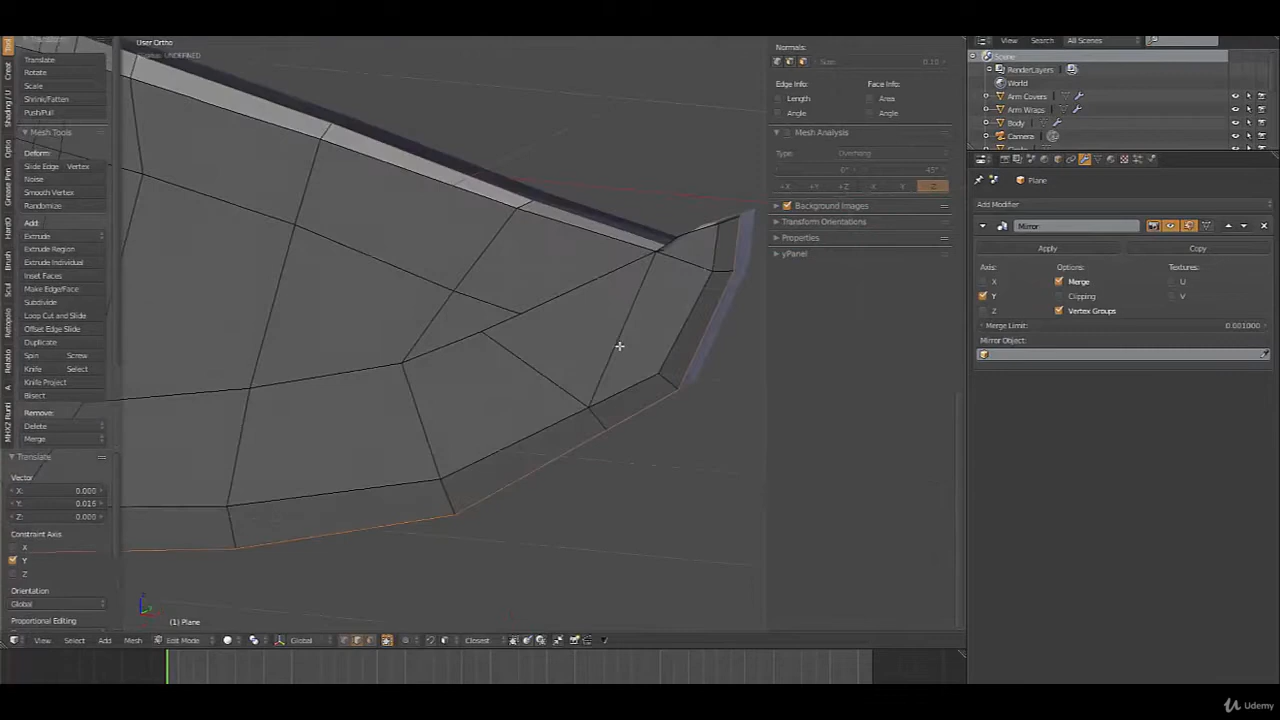 User Ortho
Translate
Rotate
Scale
Shrink/Fatten
Push/Pull
Mesh Tools
Deform:
Slide Edge Vertex
Noise
Smooth Vertex
Randomize
Add:
Extrude
Extrude Region
Extrude Individual
Inset Faces
Make Edge/Face
Subdivide
Loop Cut and Slide
Offset Edge Slide
Duplicate
Spin Screw
Knife Select
Knife Project
Bisect
Remove:
Delete
Merge
Translate
Vector
X: 0.000
Y: 0.016
Z: 0.000
Constraint Axis
X
Y
Z
Orientation
Global
Proportional Editing
(1) Plane
View Select Add Mesh Edit Mode Global Closest
Normals:
Size: 0.10
Edge Info: Face Info:
Length Area
Angle Angle
Mesh Analysis
Type: Overhang
0° 45°
+X +Y +Z -X -Y -Z
Background Images
Transform Orientations
Properties
yPanel
View Search All Scenes
Scene
RenderLayers
World
Arm Covers
Arm Wraps
Body
Camera
Plane
Add Modifier
Mirror
Apply Copy
Axis: Options: Textures:
X Merge U
Y Clipping V
Z Vertex Groups
Merge Limit: 0.001000
Mirror Object:
Udemy